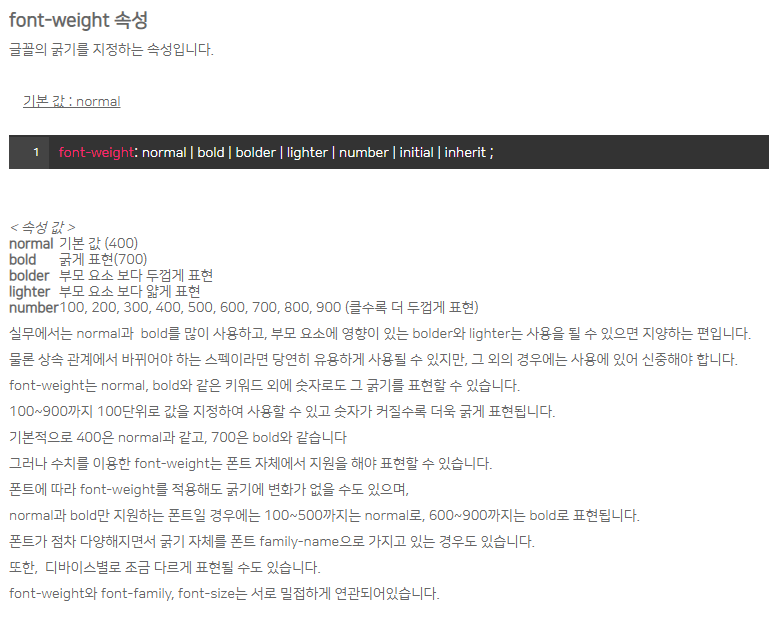 font-weight 속성
글꼴의 굵기를 지정하는 속성입니다.
기본 값 : normal
1 font-weight: normal | bold | bolder | lighter | number | initial | inherit ;
< 속성 값 >
normal 기본 값 (400)
bold 굵게 표현(700)
bolder 부모 요소 보다 두껍게 표현
lighter 부모 요소 보다 얇게 표현
number 100, 200, 300, 400, 500, 600, 700, 800, 900 (클수록 더 두껍게 표현)
실무에서는 normal과 bold를 많이 사용하고, 부모 요소에 영향이 있는 bolder와 lighter는 사용을 될 수 있으면 지양하는 편입니다.
물론 상속 관계에서 바뀌어야 하는 스펙이라면 당연히 유용하게 사용될 수 있지만, 그 외의 경우에는 사용에 있어 신중해야 합니다.
font-weight는 normal, bold와 같은 키워드 외에 숫자로도 그 굵기를 표현할 수 있습니다.
100~900까지 100단위로 값을 지정하여 사용할 수 있고 숫자가 커질수록 더욱 굵게 표현됩니다.
기본적으로 400은 normal과 같고, 700은 bold와 같습니다
그러나 수치를 이용한 font-weight는 폰트 자체에서 지원을 해야 표현할 수 있습니다.
폰트에 따라 font-weight를 적용해도 굵기에 변화가 없을 수도 있으며,
normal과 bold만 지원하는 폰트일 경우에는 100~500까지는 normal로, 600~900까지는 bold로 표현됩니다.
폰트가 점차 다양해지면서 굵기 자체를 폰트 family-name으로 가지고 있는 경우도 있습니다.
또한, 디바이스별로 조금 다르게 표현될 수도 있습니다.
font-weight와 font-family, font-size는 서로 밀접하게 연관되어있습니다.